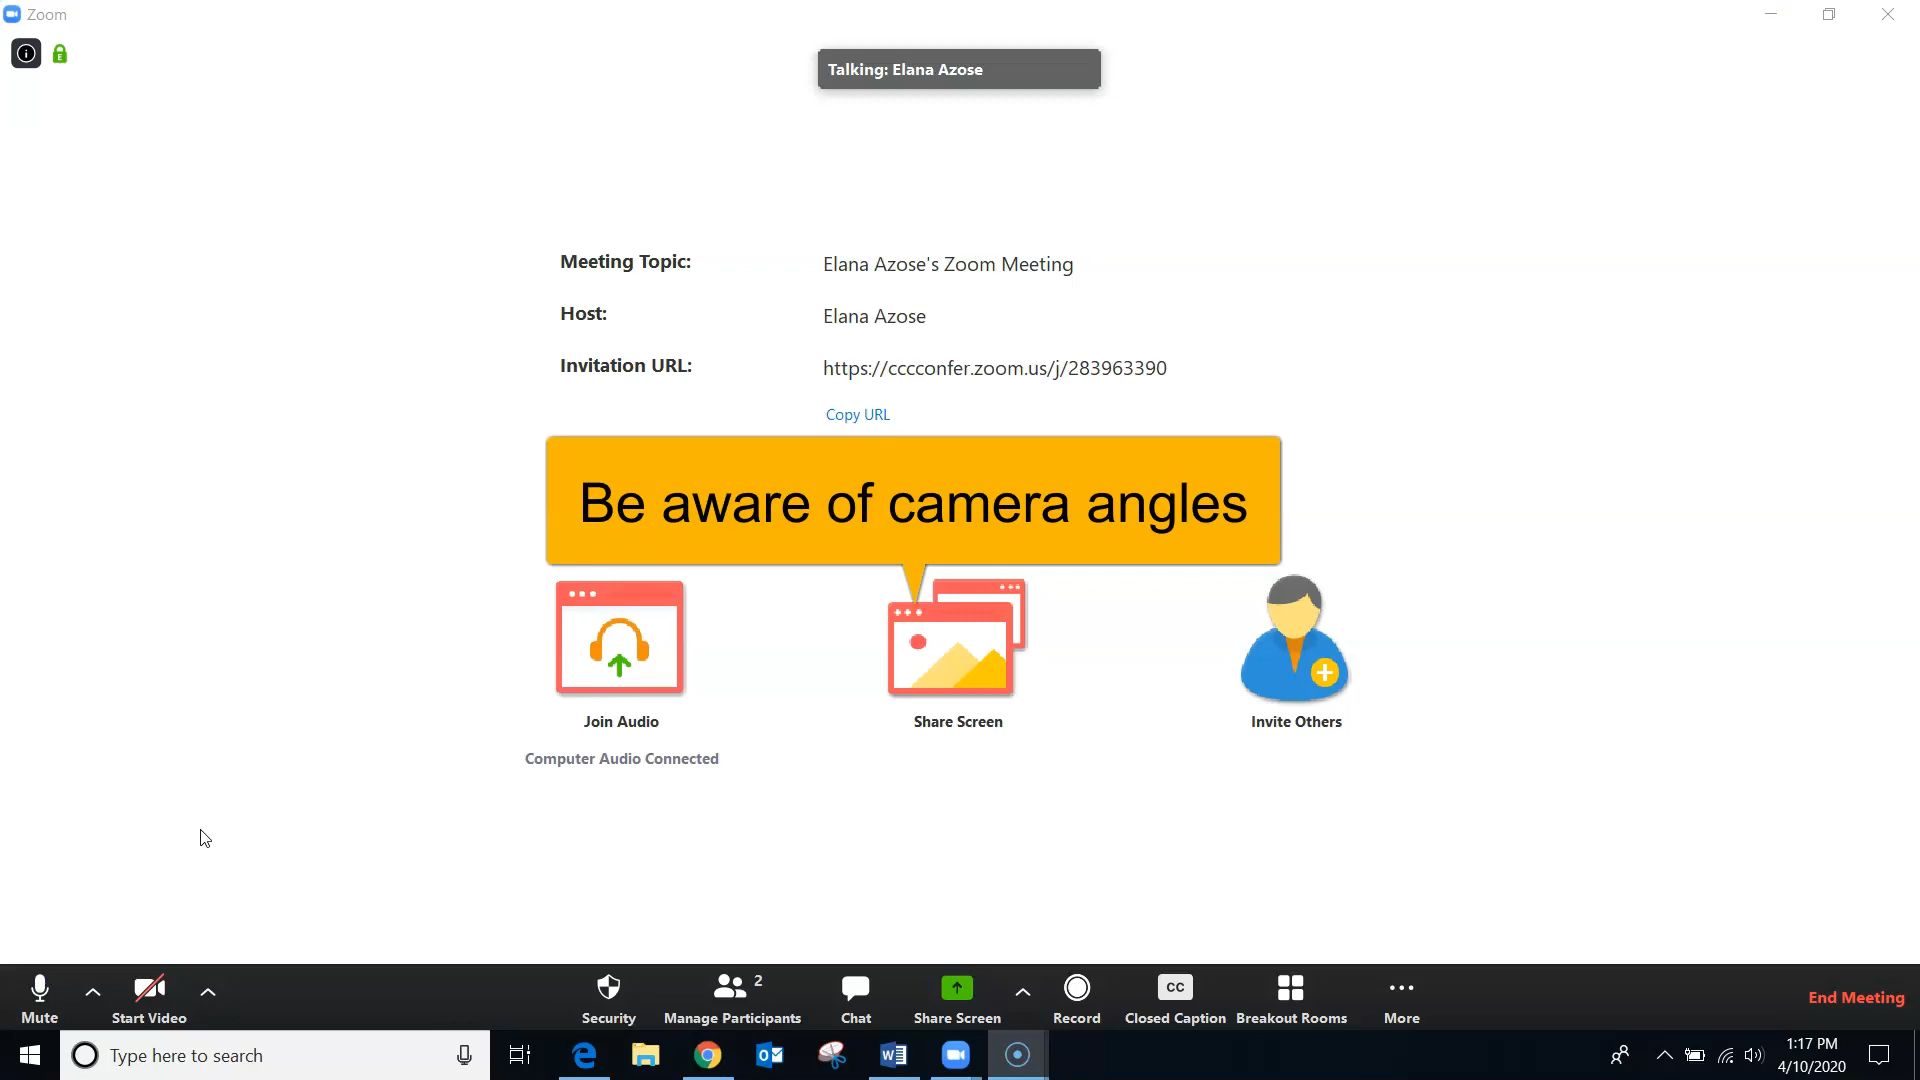 Zoom
Talking: Elana Azose
Meeting Topic: Elana Azose's Zoom Meeting
Host: Elana Azose
Invitation URL: https://cccconfer.zoom.us/j/283963390
Copy URL
Be aware of camera angles
Join Audio
Share Screen
Invite Others
Computer Audio Connected
2
CC
Mute
Start Video
Security
Manage Participants
Chat
Share Screen
Record
Closed Caption
Breakout Rooms
More
End Meeting
Type here to search
1:17 PM
4/10/2020